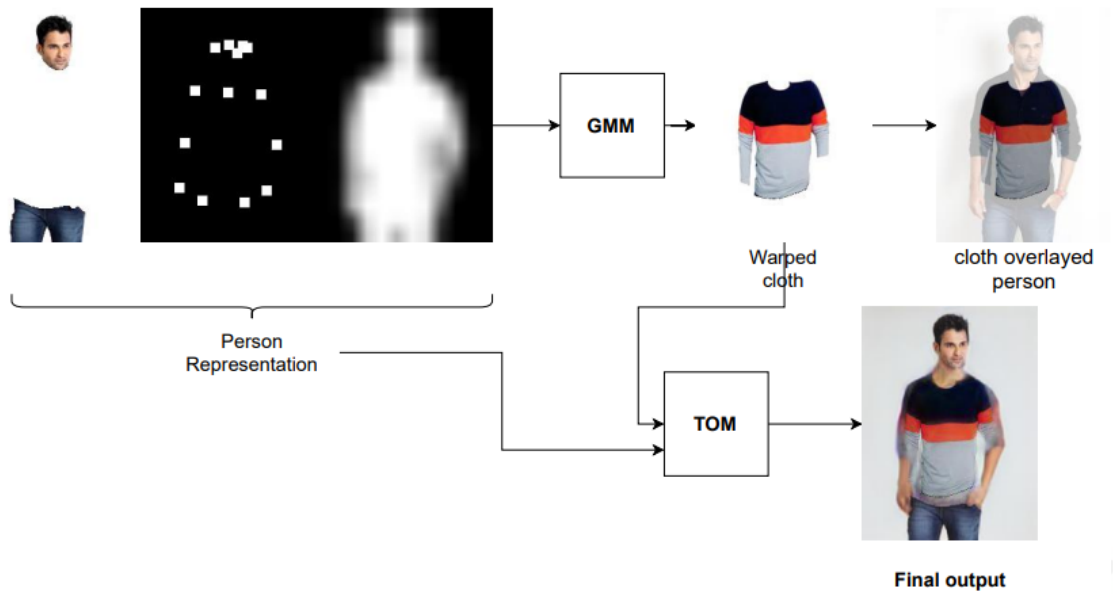 GMM
Warped
cloth
cloth overlayed
person
Person
Representation
TOM
Final output